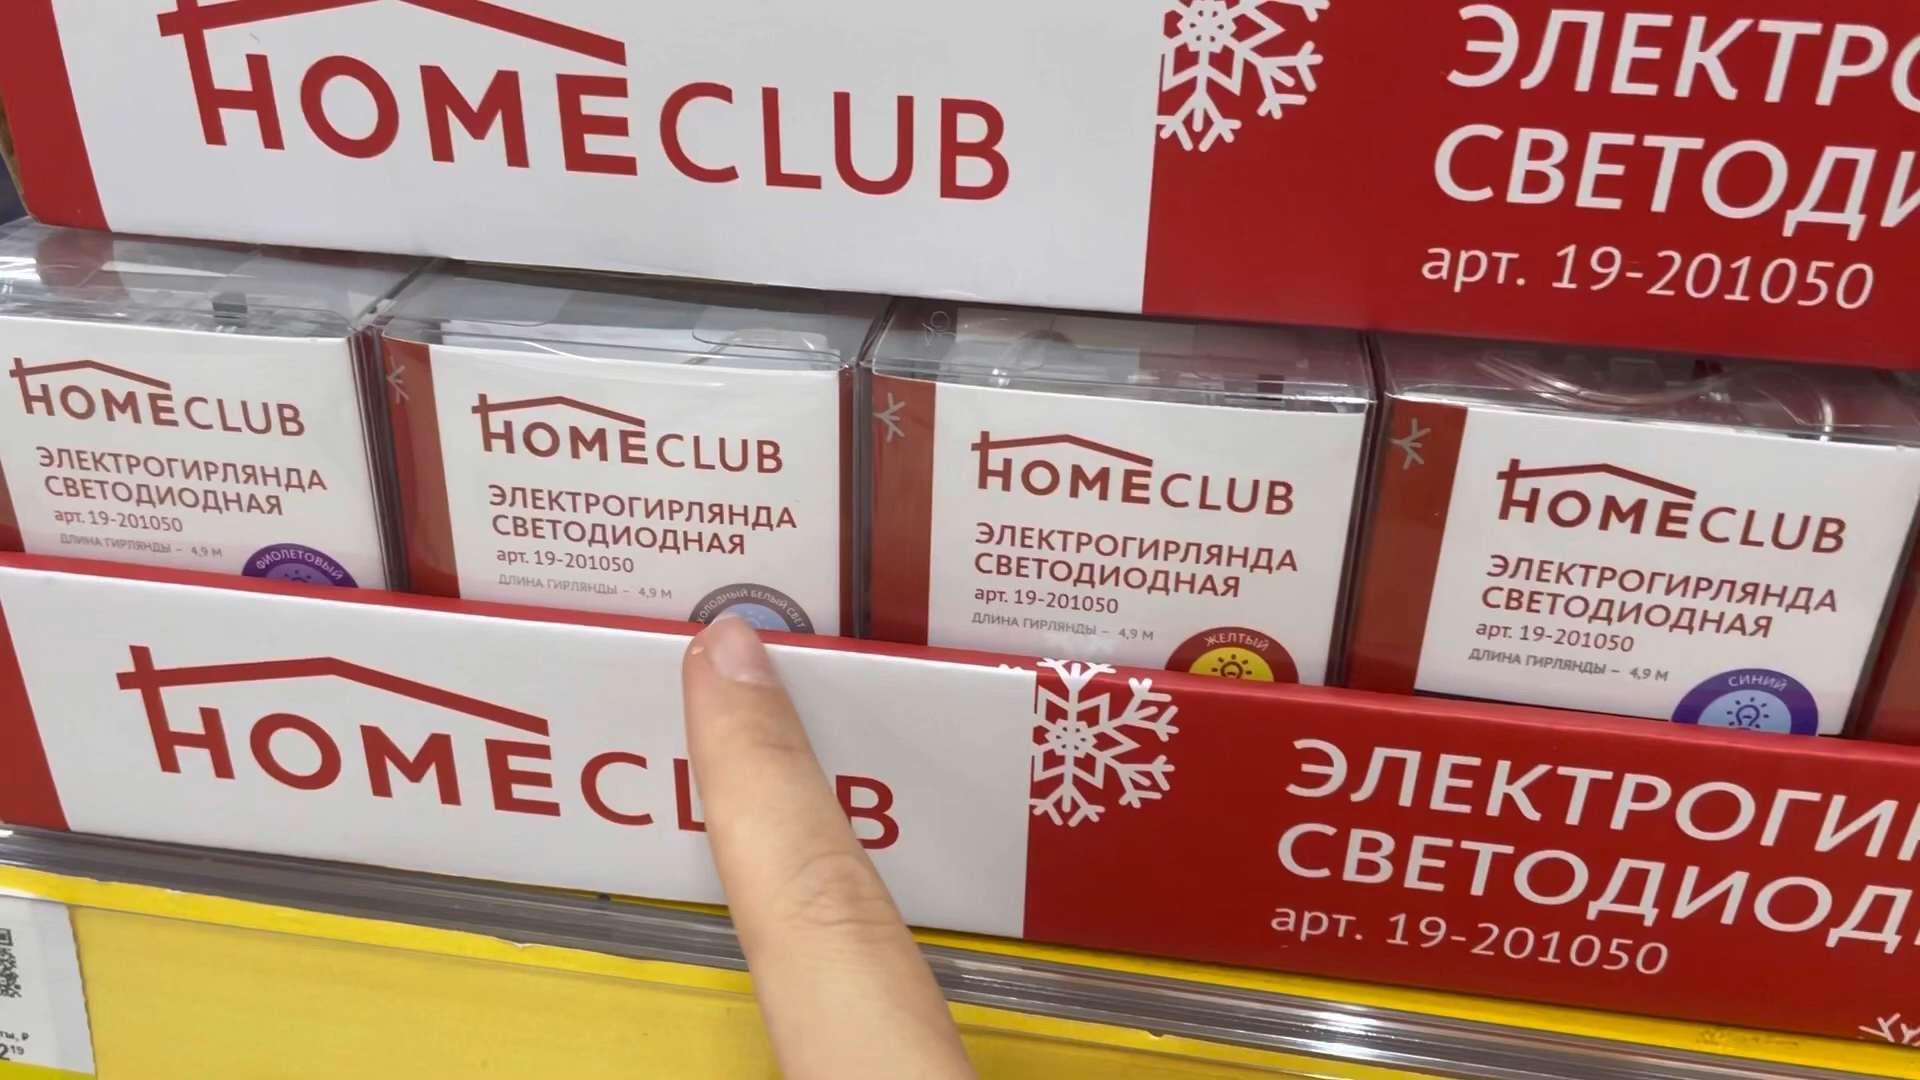 HOMECLUB
ЭЛЕКТРО
СВЕТОДИ
арт. 19-201050
HOMECLUB
ЭЛЕКТРОГИРЛЯНДА
СВЕТОДИОДНАЯ
арт. 19-201050
ДЛИНА ГИРЛЯНДЫ – 4,9 М
ФИОЛЕТОВЫЙ
HOMECLUB
ЭЛЕКТРОГИРЛЯНДА
СВЕТОДИОДНАЯ
арт. 19-201050
ДЛИНА ГИРЛЯНДЫ – 4,9 М
ХОЛОДНЫЙ БЕЛЫЙ СВЕТ
HOMECLUB
ЭЛЕКТРОГИРЛЯНДА
СВЕТОДИОДНАЯ
арт. 19-201050
ДЛИНА ГИРЛЯНДЫ – 4,9 М
ЖЕЛТЫЙ
HOMECLUB
ЭЛЕКТРОГИРЛЯНДА
СВЕТОДИОДНАЯ
арт. 19-201050
ДЛИНА ГИРЛЯНДЫ – 4,9 М
СИНИЙ
HOMECL B
ЭЛЕКТРОГИ
СВЕТОДИОД
арт. 19-201050